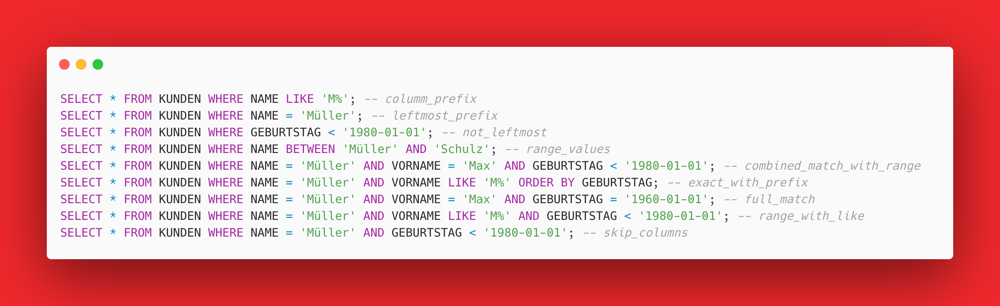 SELECT * FROM KUNDEN WHERE NAME LIKE 'M%'; -- columm_prefix
SELECT * FROM KUNDEN WHERE NAME = 'Müller'; -- leftmost_prefix
SELECT * FROM KUNDEN WHERE GEBURTSTAG < '1980-01-01'; -- not_leftmost
SELECT * FROM KUNDEN WHERE NAME BETWEEN 'Müller' AND 'Schulz'; -- range_values
SELECT * FROM KUNDEN WHERE NAME = 'Müller' AND VORNAME = 'Max' AND GEBURTSTAG < '1980-01-01'; -- combined_match_with_range
SELECT * FROM KUNDEN WHERE NAME = 'Müller' AND VORNAME LIKE 'M%' ORDER BY GEBURTSTAG; -- exact_with_prefix
SELECT * FROM KUNDEN WHERE NAME = 'Müller' AND VORNAME = 'Max' AND GEBURTSTAG = '1960-01-01'; -- full_match
SELECT * FROM KUNDEN WHERE NAME = 'Müller' AND VORNAME LIKE 'M%' AND GEBURTSTAG < '1980-01-01'; -- range_with_like
SELECT * FROM KUNDEN WHERE NAME = 'Müller' AND GEBURTSTAG < '1980-01-01'; -- skip_columns